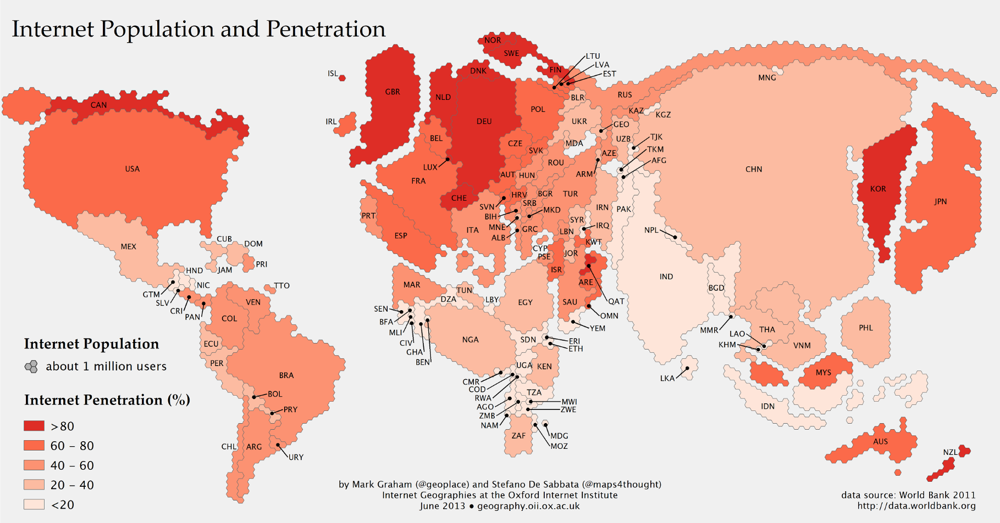 Internet Population and Penetration
NOR
SWE
LTU
LVA
EST
FIN
DNK
ISL
GBR
NLD
DEU
POL
BLR
RUS
MNG
CAN
IRL
UKR
KAZ
KGZ
GEO
BEL
CZE
SVK
MDA
UZB
TJK
TKM
AZE
AFG
USA
LUX
FRA
ROU
AUT
HUN
ARM
CHN
KOR
JPN
CHE
HRV
BGR
TUR
SVN
SRB
MKD
IRN
PAK
BIH
PRT
MNE
ALB
ITA
GRC
SYR
LBN
IRQ
ESP
NPL
KWT
CYP
PSE
JOR
ISR
ARE
MEX
CUB
DOM
JAM
PRI
HND
NIC
TTO
GTM
SLV
CRI
PAN
VEN
COL
MAR
TUN
DZA
LBY
EGY
SAU
QAT
OMN
YEM
IND
BGD
MMR
THA
LAO
KHM
VNM
PHL
SEN
BFA
MLI
CIV
GHA
BEN
NGA
SDN
ERI
ETH
UGA
KEN
LKA
MYS
IDN
ECU
PER
BRA
BOL
PRY
CHL
ARG
URY
CMR
COD
RWA
AGO
ZMB
NAM
TZA
MWI
ZWE
ZAF
MDG
MOZ
AUS
NZL
Internet Population
about 1 million users
Internet Penetration (%)
>80
60 – 80
40 – 60
20 – 40
<20
by Mark Graham (@geoplace) and Stefano De Sabbata (@maps4thought)
Internet Geographies at the Oxford Internet Institute
June 2013 • geography.oii.ox.ac.uk
data source: World Bank 2011
http://data.worldbank.org